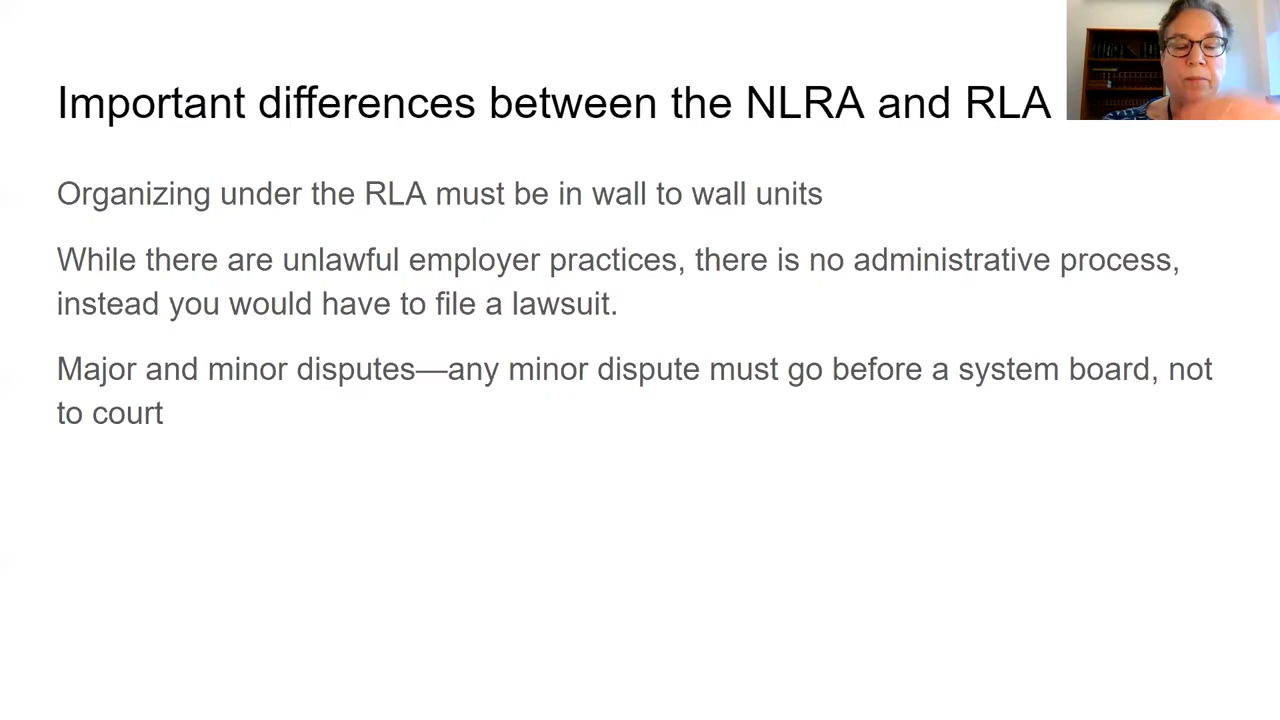 Important differences between the NLRA and RLA
Organizing under the RLA must be in wall to wall units
While there are unlawful employer practices, there is no administrative process,
instead you would have to file a lawsuit.
Major and minor disputes—any minor dispute must go before a system board, not
to court